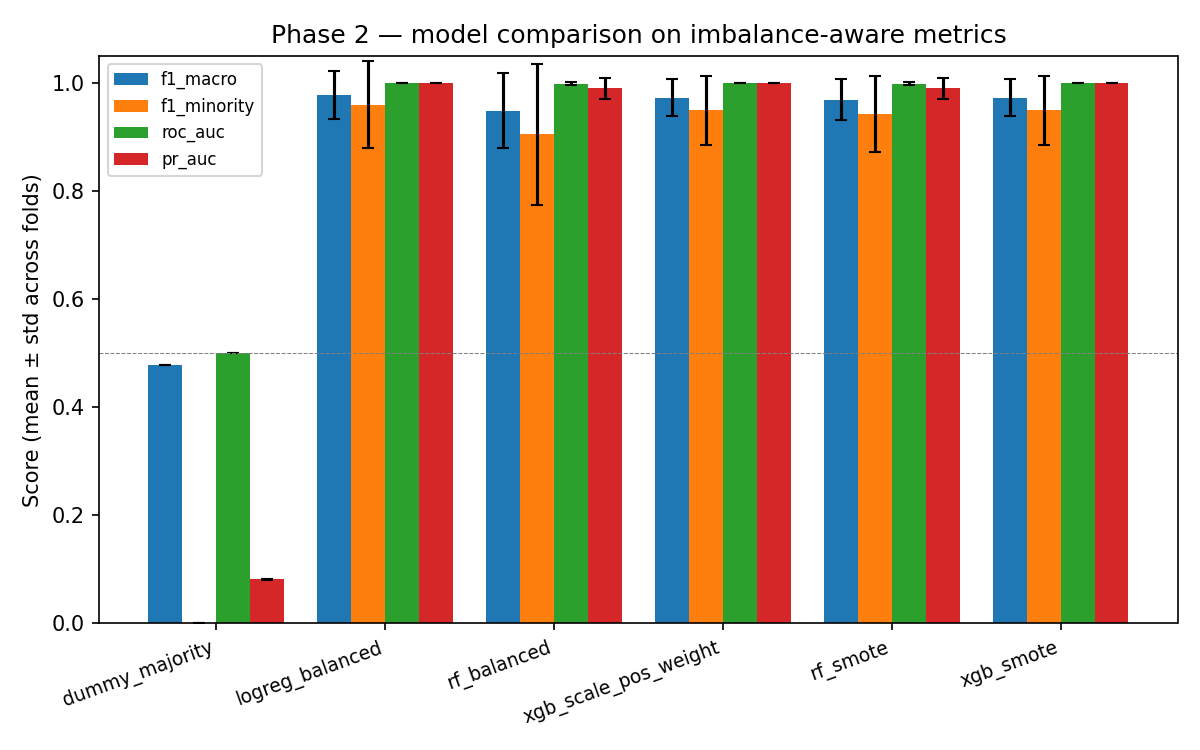 Phase 2 — model comparison on imbalance-aware metrics
f1_macro
f1_minority
roc_auc
pr_auc
Score (mean ± std across folds)
1.0
0.8
0.6
0.4
0.2
0.0
dummy_majority
logreg_balanced
rf_balanced
xgb_scale_pos_weight
rf_smote
xgb_smote